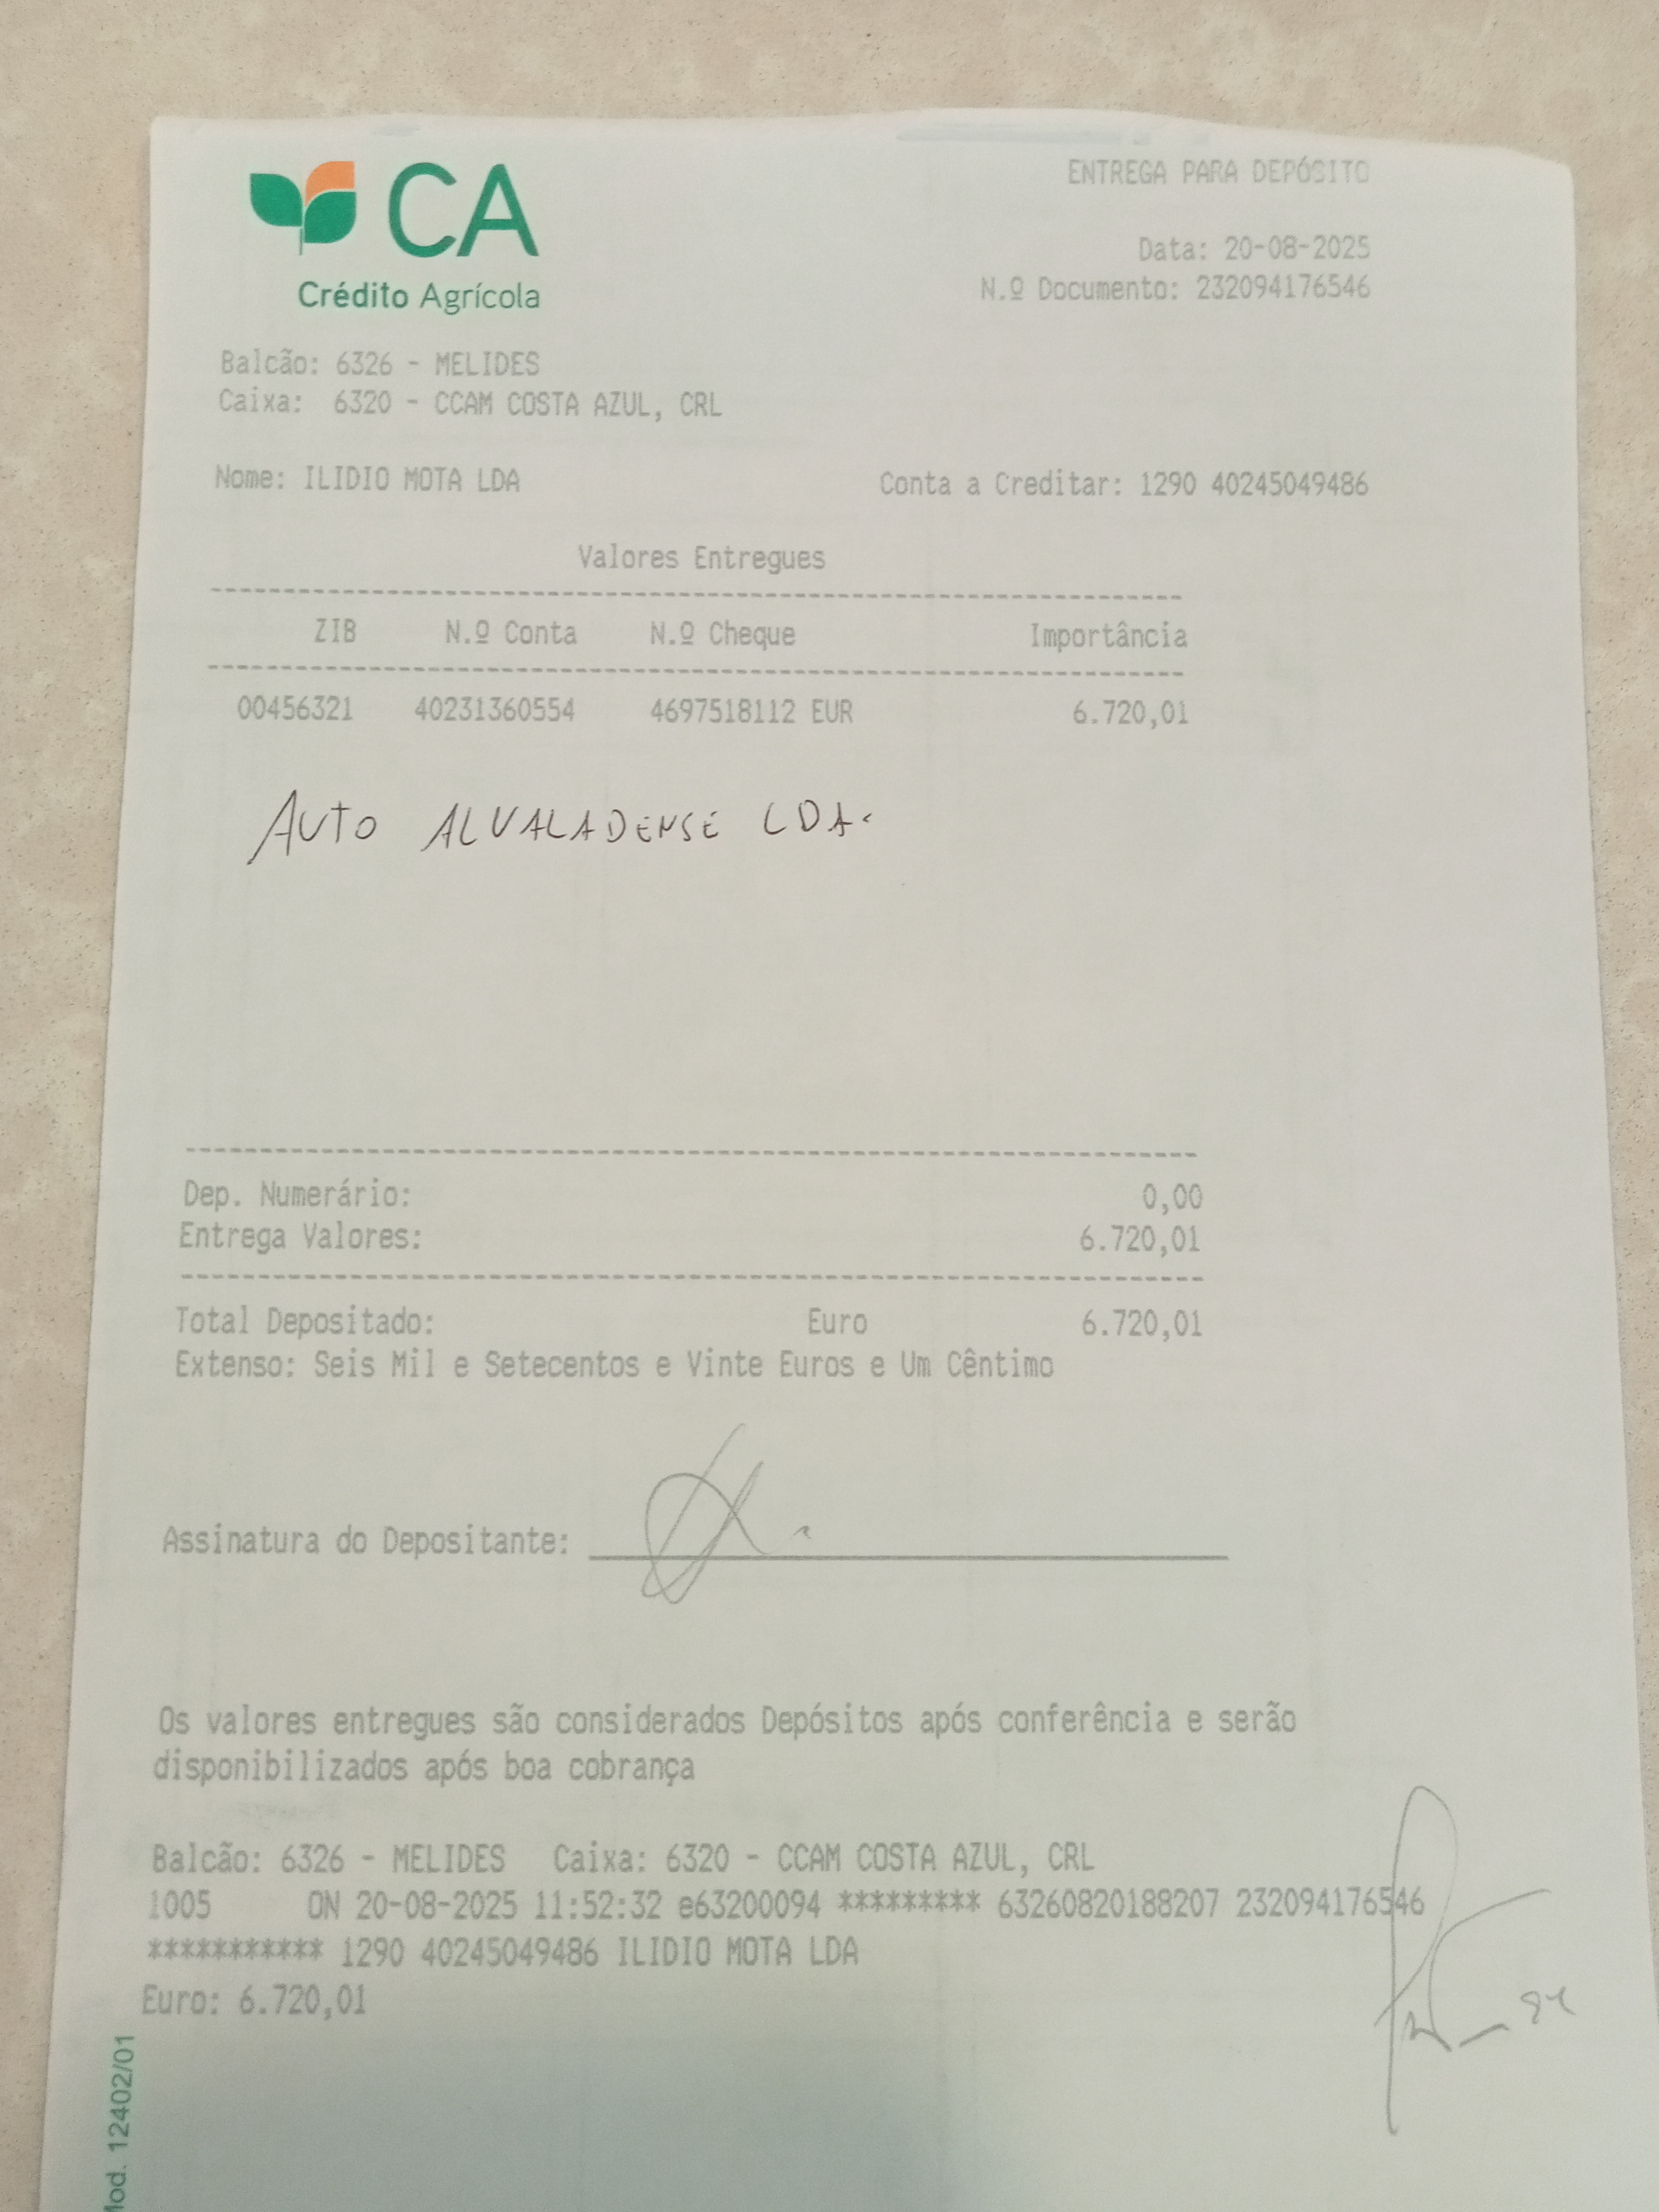 CA
Crédito Agrícola
ENTREGA PARA DEPÓSITO
Data: 20-08-2025
N.º Documento: 232094176546
Balcão: 6326 - MELIDES
Caixa: 6320 - CCAM COSTA AZUL, CRL
Nome: ILIDIO MOTA LDA Conta a Creditar: 1290 40245049486
Valores Entregues
ZIB N.º Conta N.º Cheque Importância
00456321 40231360554 4697518112 EUR 6.720,01
AUTO ALVALADENSE LDA.
Dep. Numerário: 0,00
Entrega Valores: 6.720,01
Total Depositado: Euro 6.720,01
Extenso: Seis Mil e Setecentos e Vinte Euros e Um Cêntimo
Assinatura do Depositante:
Os valores entregues são considerados Depósitos após conferência e serão
disponibilizados após boa cobrança
Balcão: 6326 - MELIDES Caixa: 6320 - CCAM COSTA AZUL, CRL
1005 ON 20-08-2025 11:52:32 e63200094 ********* 63260820188207 232094176546
*********** 1290 40245049486 ILIDIO MOTA LDA
Euro: 6.720,01
Mod. 12402/01